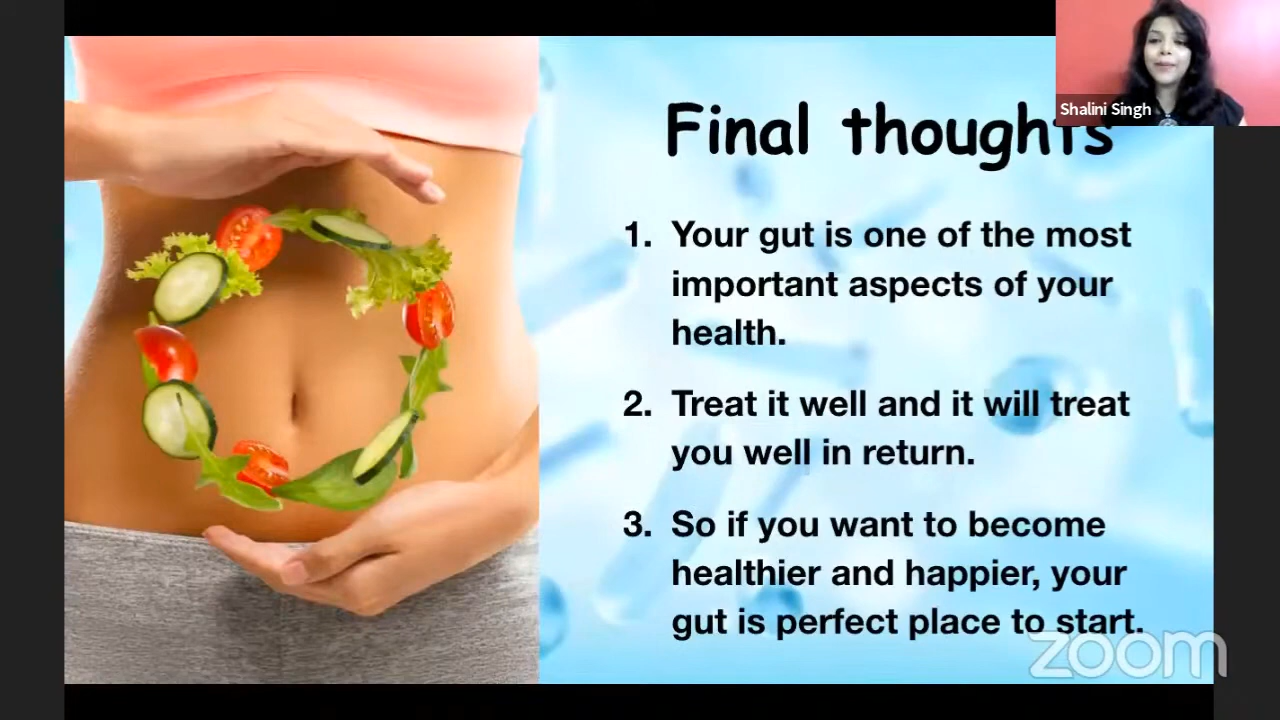 Final thoughts
Shalini Singh
1. Your gut is one of the most
important aspects of your
health.
2. Treat it well and it will treat
you well in return.
3. So if you want to become
healthier and happier, your
gut is perfect place to start.
zoom